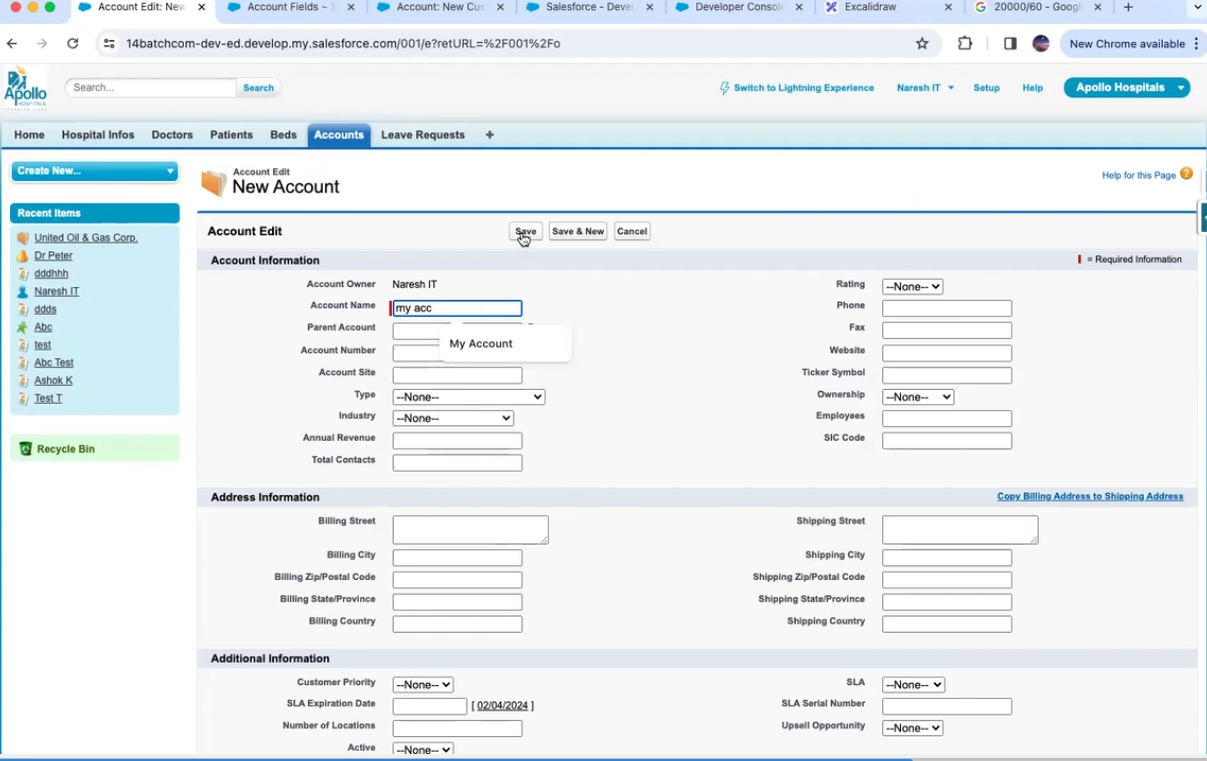 Account Edit: New
Account Fields ~ S
Account: New Cus
Salesforce - Devel
Developer Consol
Excalidraw
20000/60 - Googl
14batchcom-dev-ed.develop.my.salesforce.com/001/e?retURL=%2F001%2Fo
New Chrome available
Apollo
HOSPITALS
Search...
Search
Switch to Lightning Experience
Naresh IT
Setup
Help
Apollo Hospitals
Home
Hospital Infos
Doctors
Patients
Beds
Accounts
Leave Requests
+
Create New...
Recent Items
United Oil & Gas Corp.
Dr Peter
dddhhh
Naresh IT
ddds
Abc
test
Abc Test
Ashok K
Test T
Recycle Bin
Account Edit
New Account
Help for this Page
Account Edit
Save
Save & New
Cancel
Account Information
= Required Information
Account Owner Naresh IT
Account Name my acc
My Account
Parent Account
Account Number
Account Site
Type --None--
Industry --None--
Annual Revenue
Total Contacts
Rating --None--
Phone
Fax
Website
Ticker Symbol
Ownership --None--
Employees
SIC Code
Address Information
Copy Billing Address to Shipping Address
Billing Street
Billing City
Billing Zip/Postal Code
Billing State/Province
Billing Country
Shipping Street
Shipping City
Shipping Zip/Postal Code
Shipping State/Province
Shipping Country
Additional Information
Customer Priority --None--
SLA Expiration Date [ 02/04/2024 ]
Number of Locations
Active --None--
SLA --None--
SLA Serial Number
Upsell Opportunity --None--